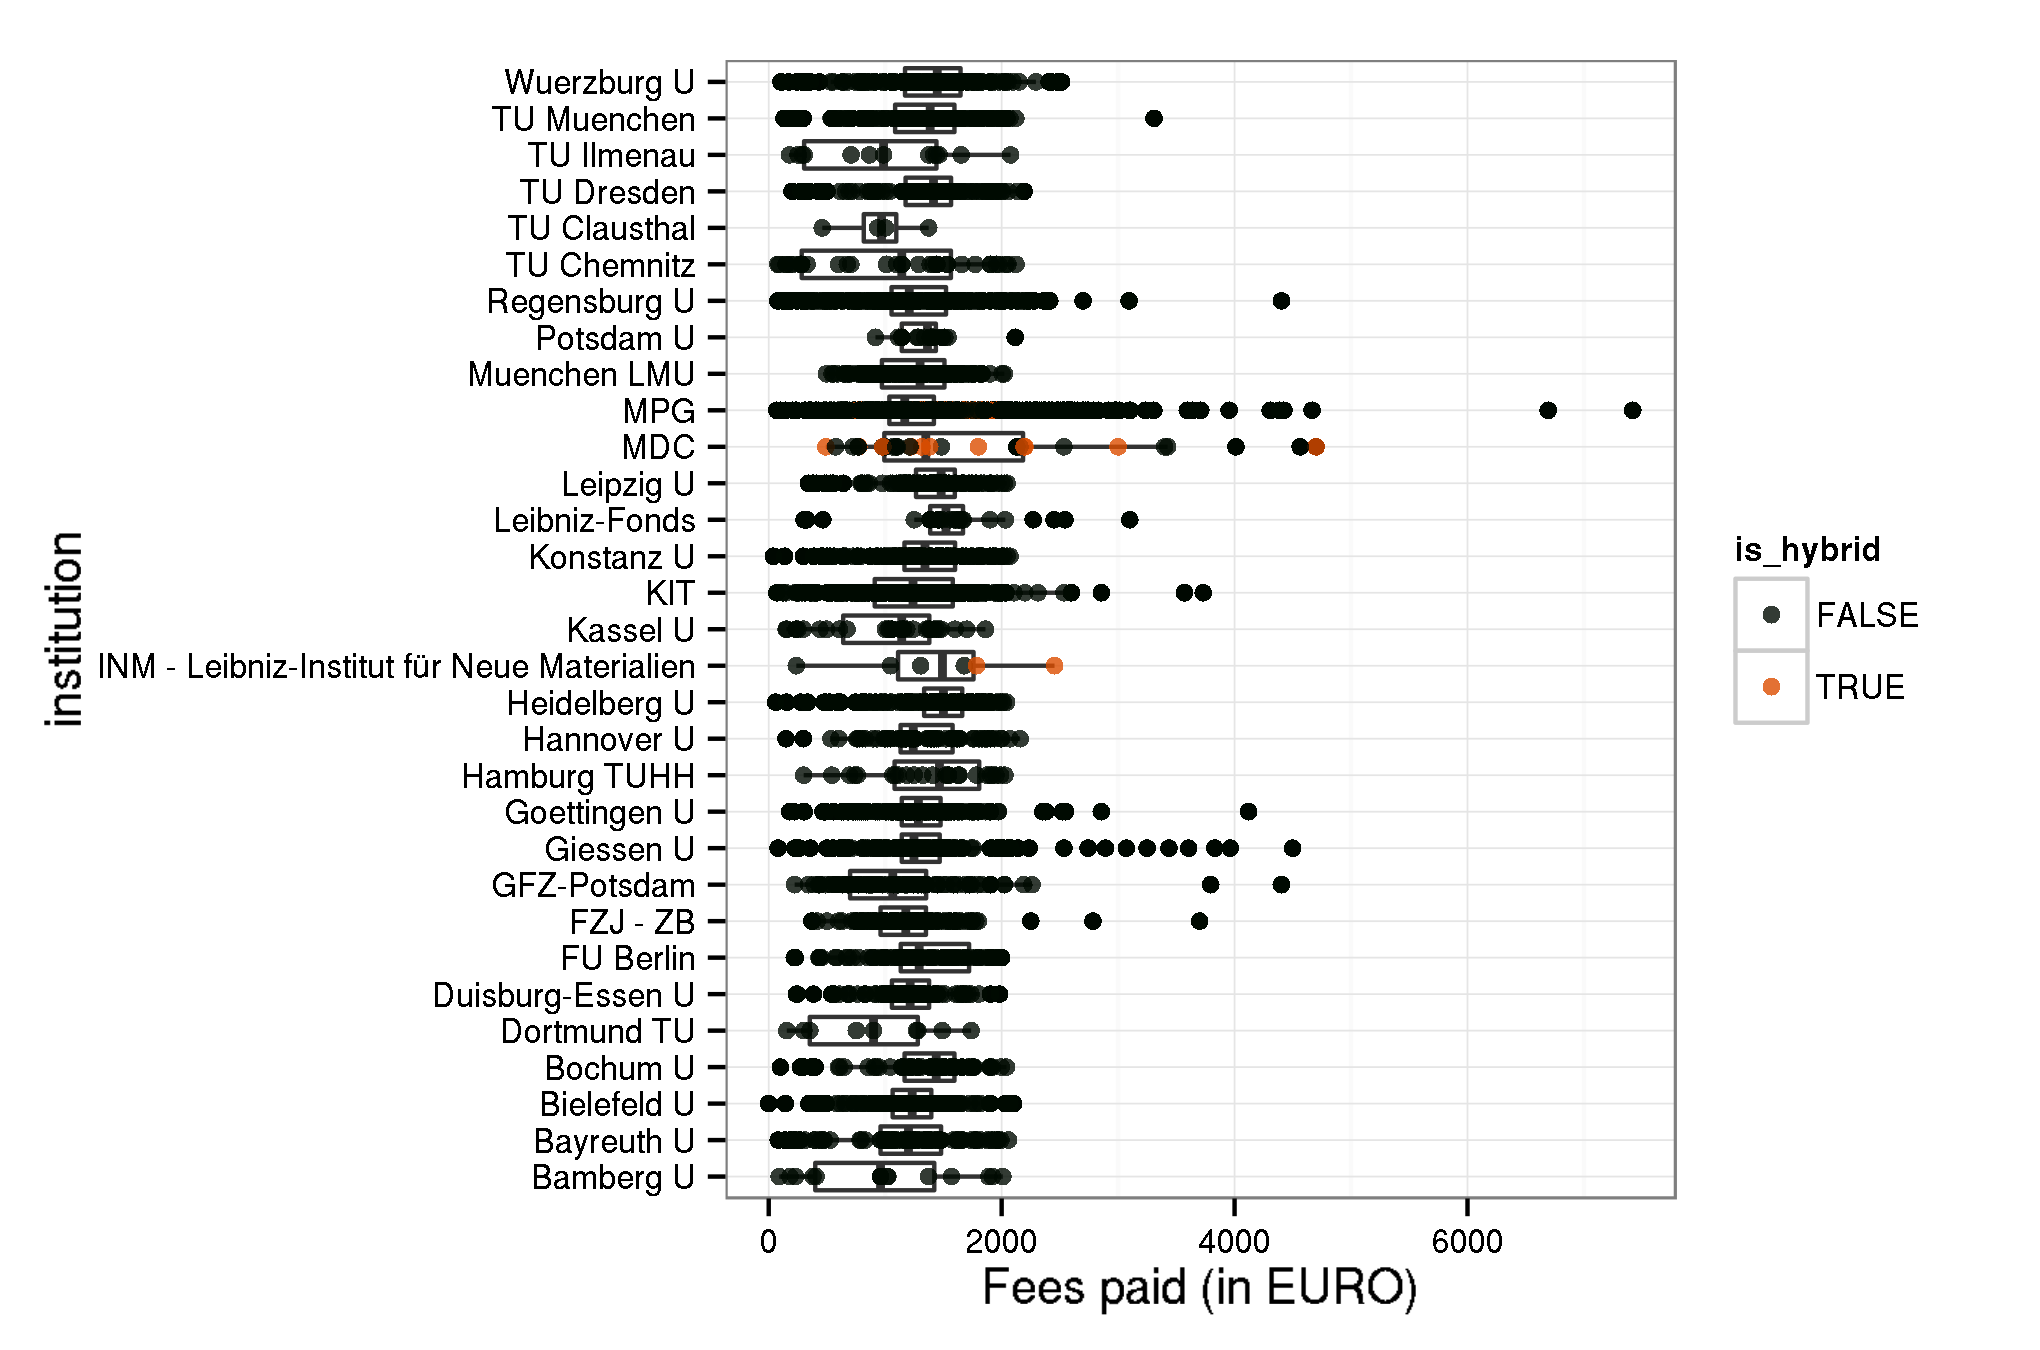 Wuerzburg U
TU Muenchen
TU Ilmenau
TU Dresden
TU Clausthal
TU Chemnitz
Regensburg U
Potsdam U
Muenchen LMU
MPG
MDC
Leipzig U
Leibniz-Fonds
Konstanz U
KIT
Kassel U
INM - Leibniz-Institut für Neue Materialien
Heidelberg U
Hannover U
Hamburg TUHH
Goettingen U
Giessen U
GFZ-Potsdam
FZJ - ZB
FU Berlin
Duisburg-Essen U
Dortmund TU
Bochum U
Bielefeld U
Bayreuth U
Bamberg U
institution
0 2000 4000 6000
Fees paid (in EURO)
is_hybrid
FALSE
TRUE